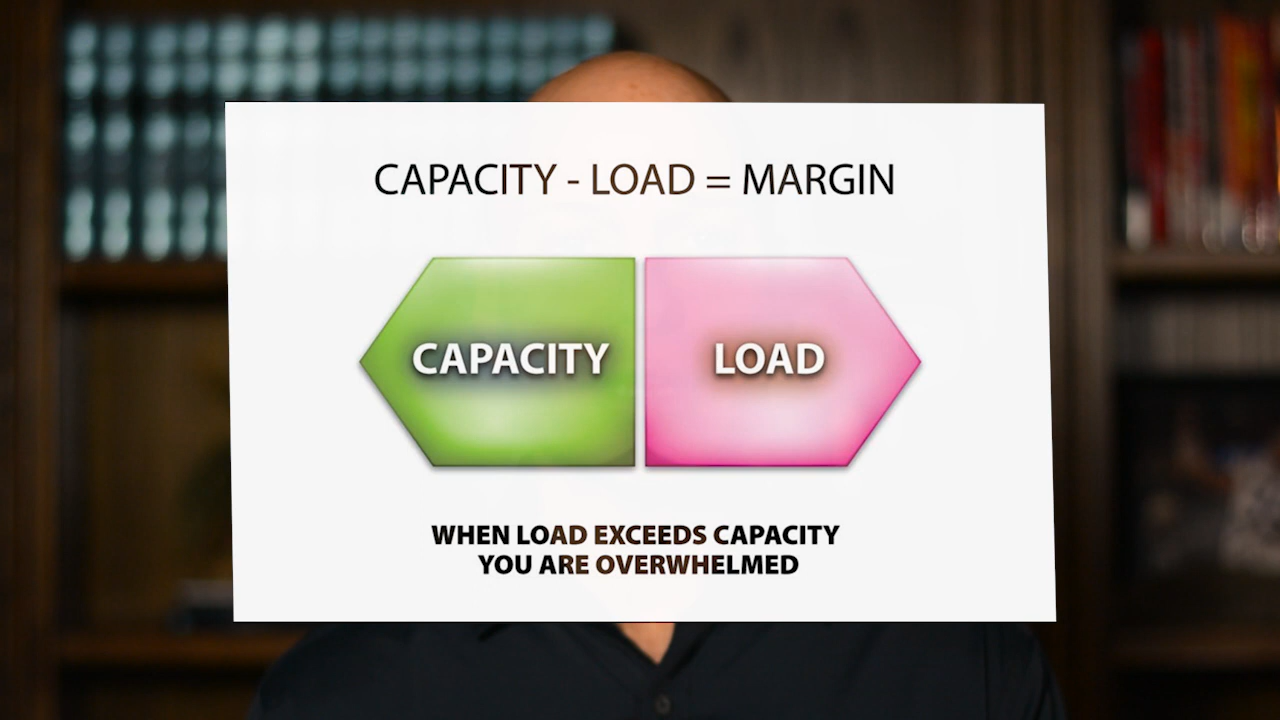 CAPACITY - LOAD = MARGIN
CAPACITY
LOAD
WHEN LOAD EXCEEDS CAPACITY
YOU ARE OVERWHELMED